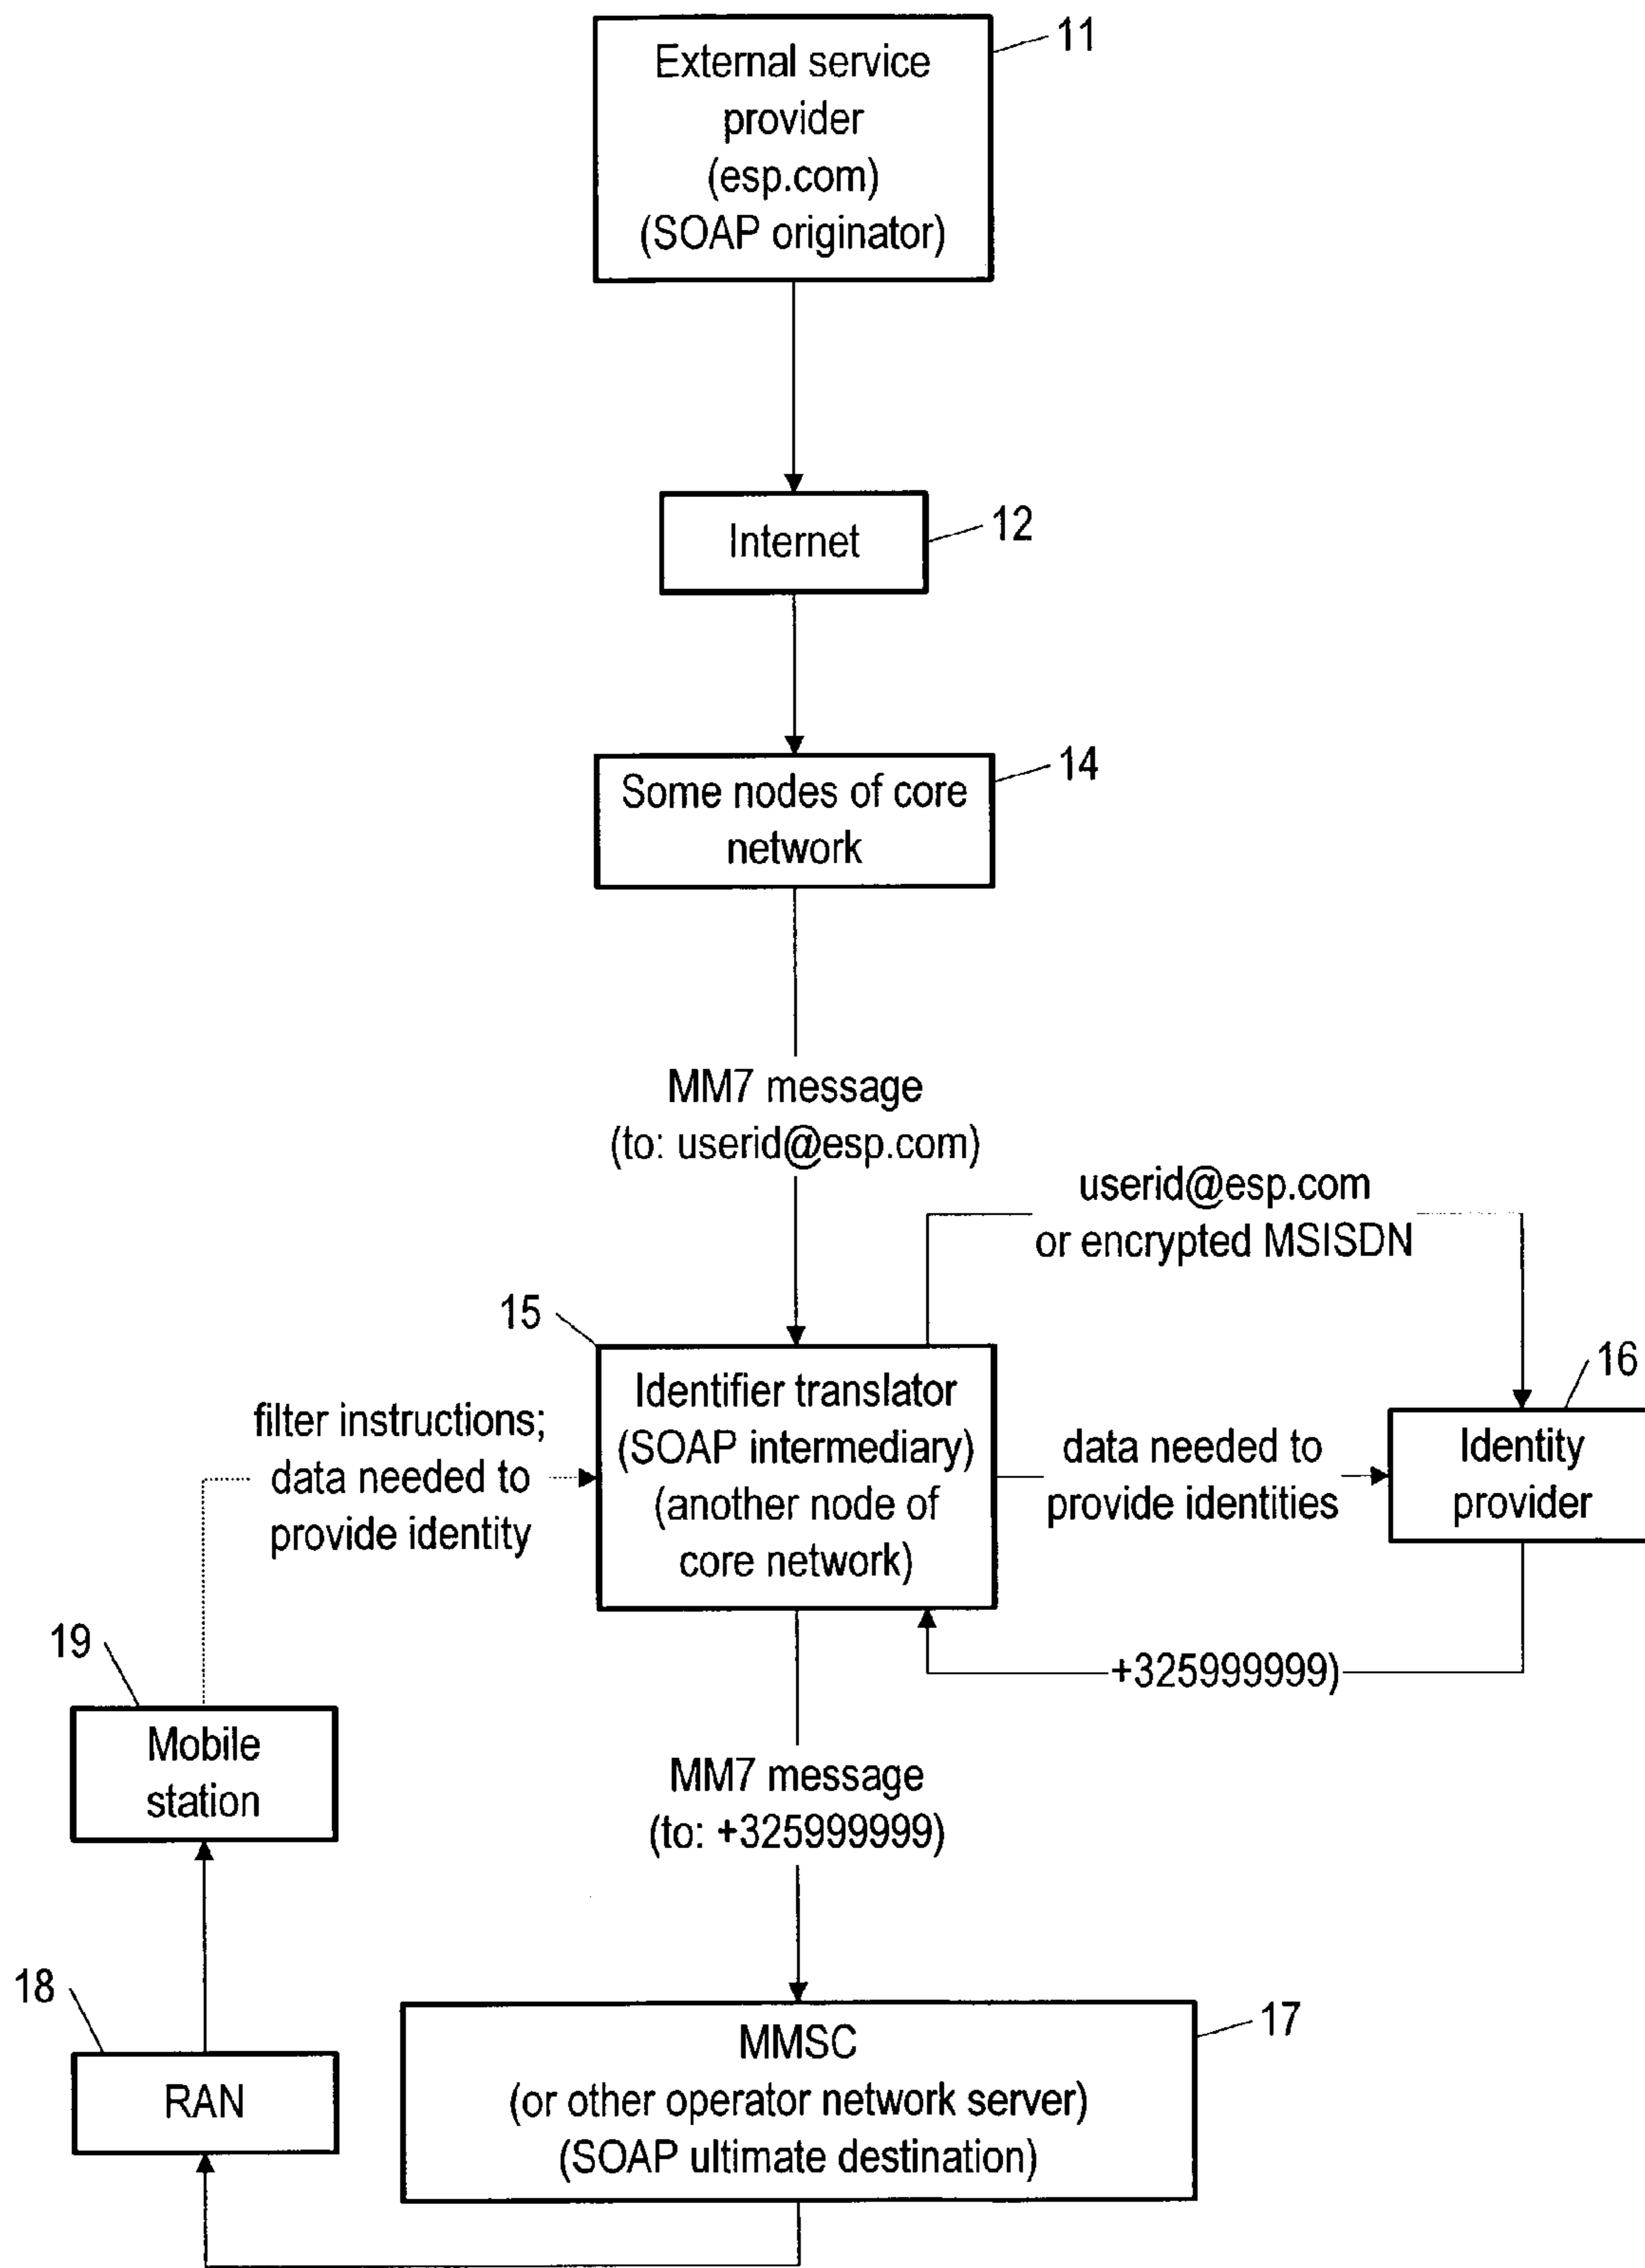 11
External service
provider
(esp.com)
(SOAP originator)
12
Internet
14
Some nodes of core
network
MM7 message
(to: userid@esp.com)
userid@esp.com
or encrypted MSISDN
15
16
Identifier translator
(SOAP intermediary)
(another node of
core network)
filter instructions;
data needed to
provide identity
data needed to
provide identities
Identity
provider
+325999999)
19
Mobile
station
MM7 message
(to: +325999999)
18
RAN
17
MMSC
(or other operator network server)
(SOAP ultimate destination)